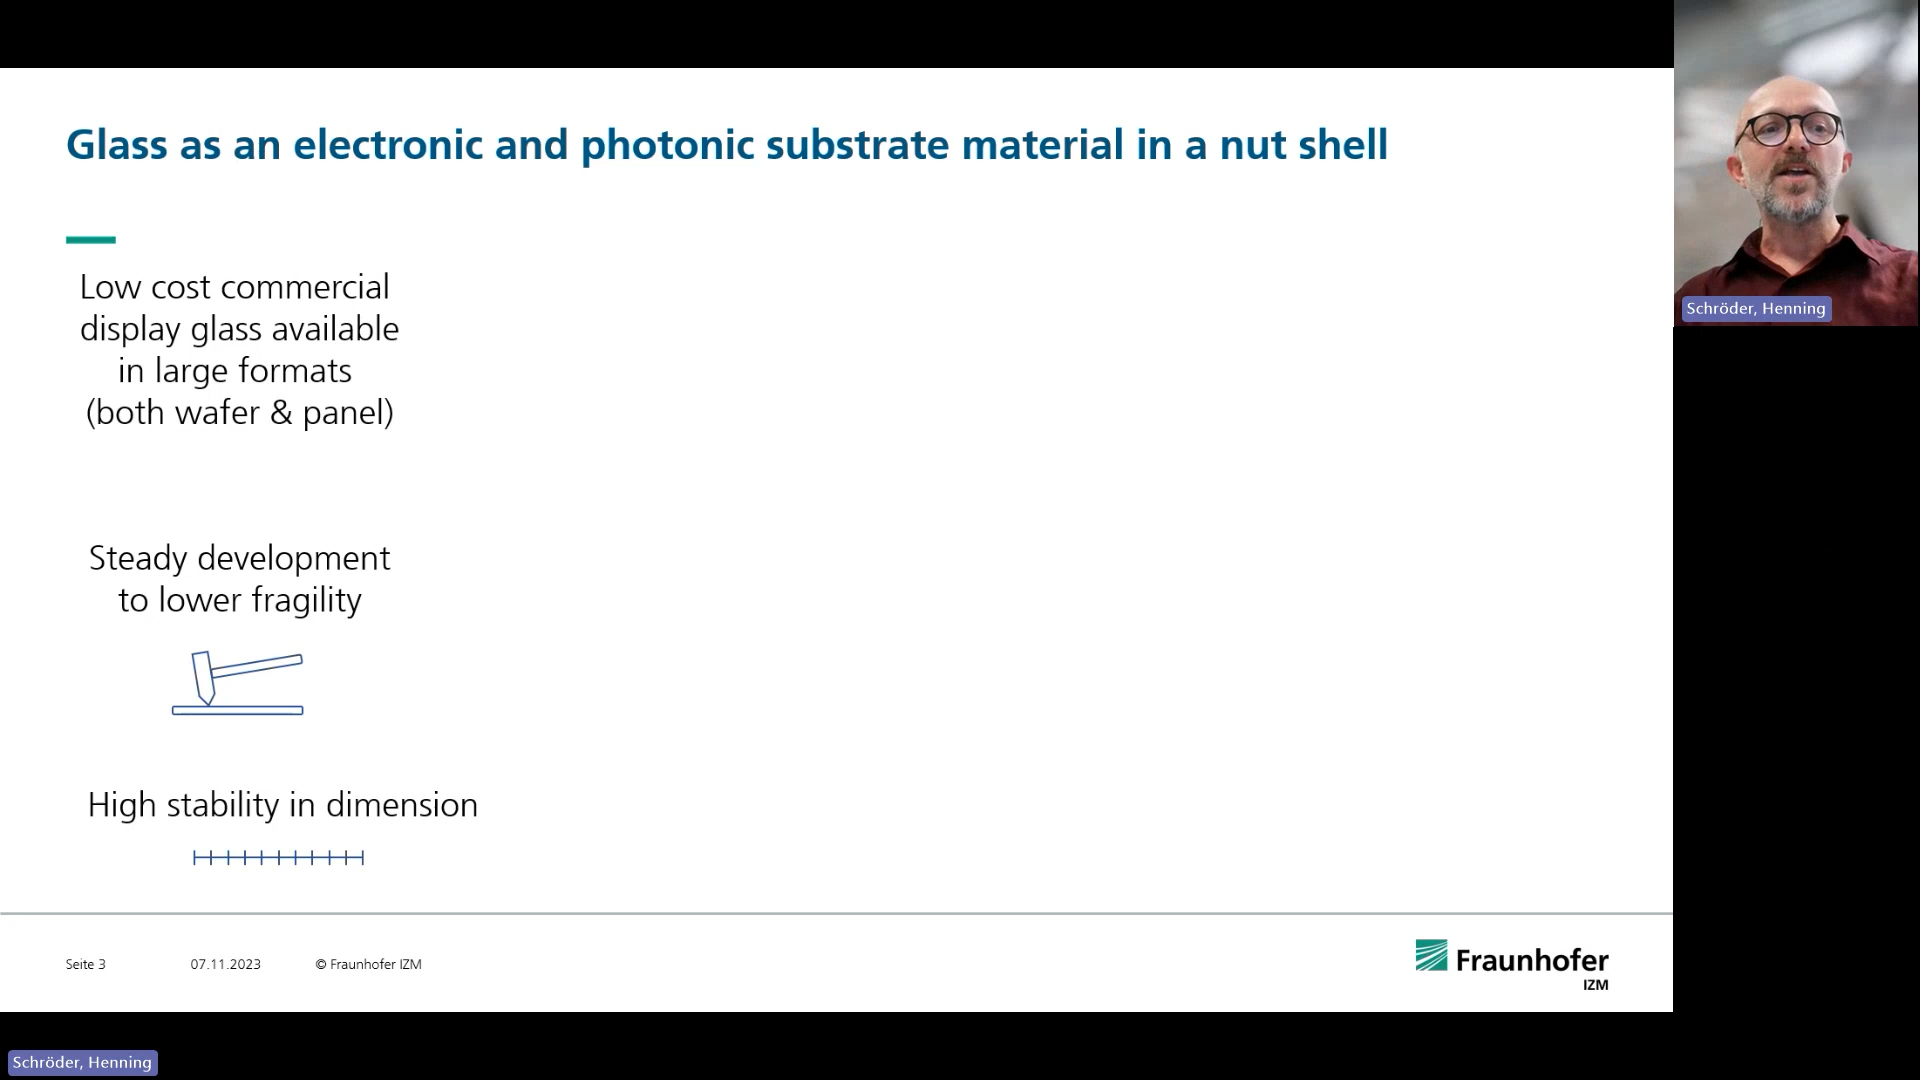 Glass as an electronic and photonic substrate material in a nut shell
Low cost commercial
display glass available
in large formats
(both wafer & panel)
Steady development
to lower fragility
High stability in dimension
Seite 3
07.11.2023
© Fraunhofer IZM
Fraunhofer
IZM
Schröder, Henning
Schröder, Henning